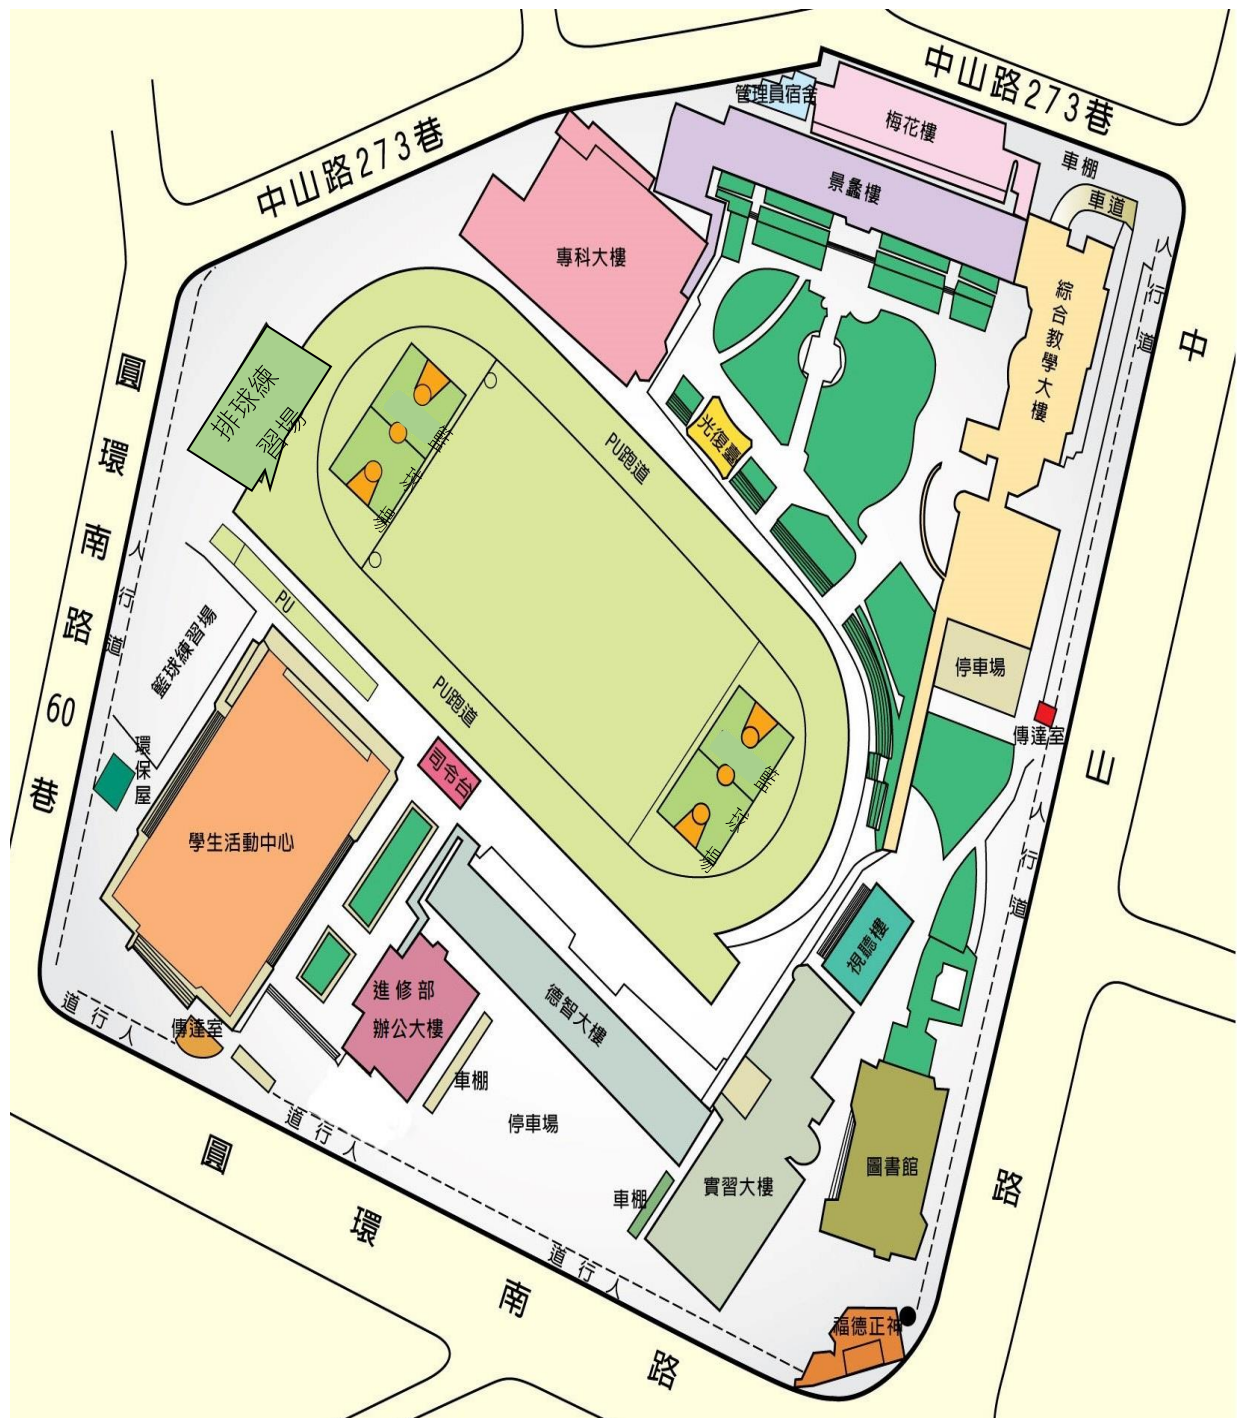 中山路273巷
管理員宿舍
梅花樓
車棚
車道
中山路273巷
景蠡樓
專科大樓
人行道
綜合教學大樓
中山路
圓環南路60巷
排球練
習場
籃球場
光復臺
PU跑道
人行道
PU
籃球練習場
停車場
傳達室
PU跑道
環保屋
司令台
籃球場
學生活動中心
人行道
視聽樓
進修部
辦公大樓
德智大樓
傳達室
道行人
車棚
停車場
道行人
圖書館
實習大樓
車棚
道行人
圓環南路
福德正神